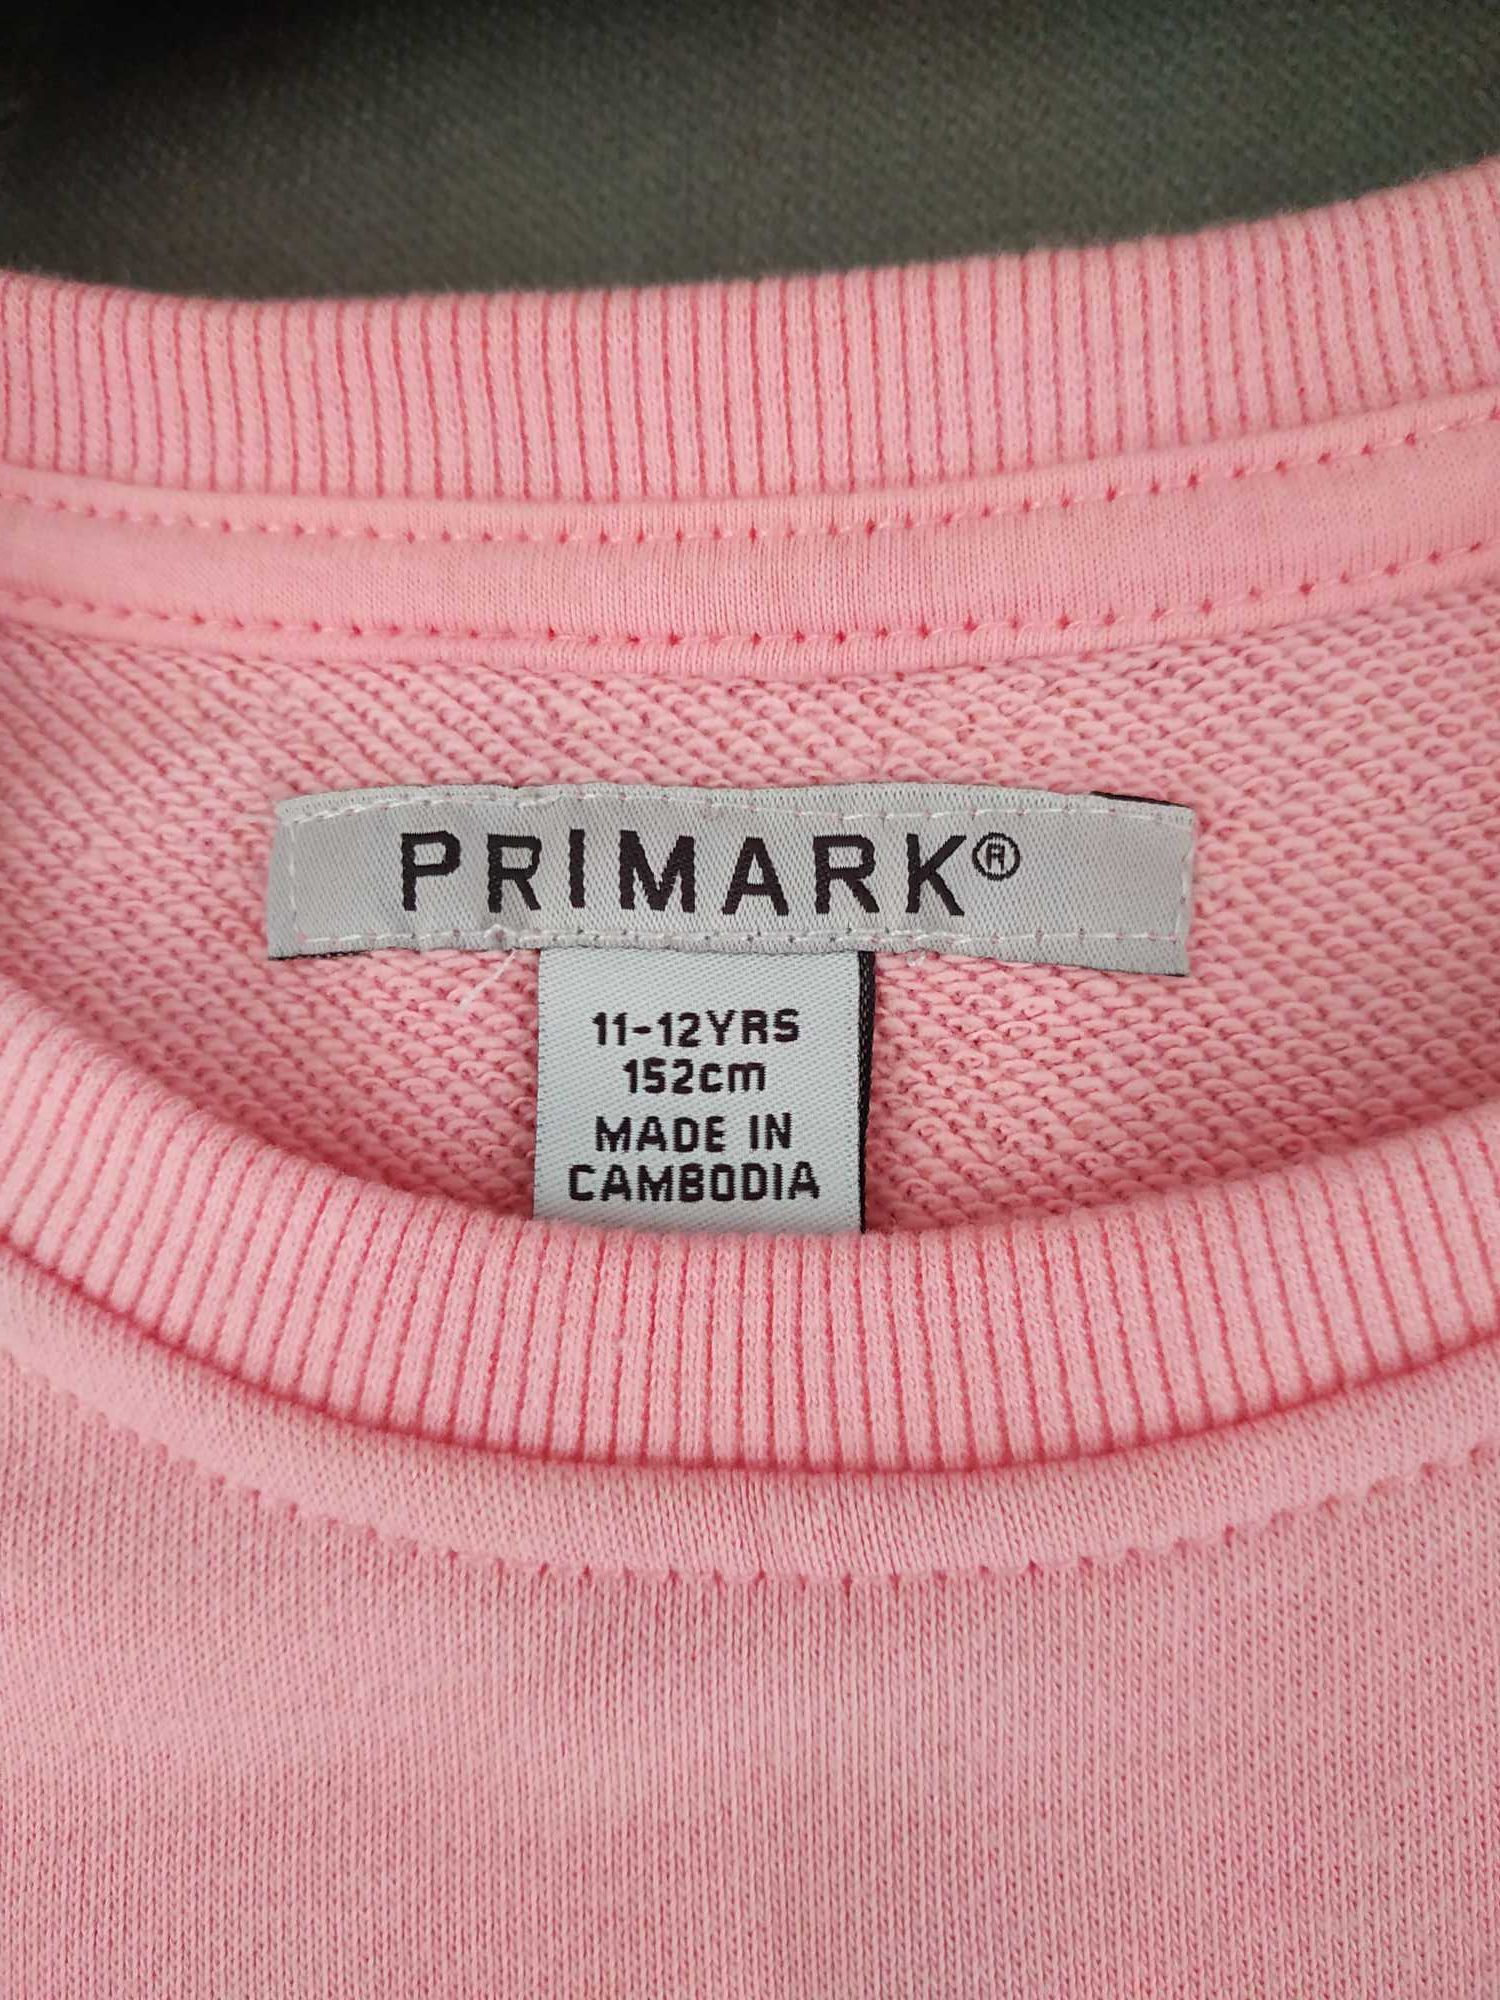 PRIMARK®
11-12YRS
152cm
MADE IN
CAMBODIA